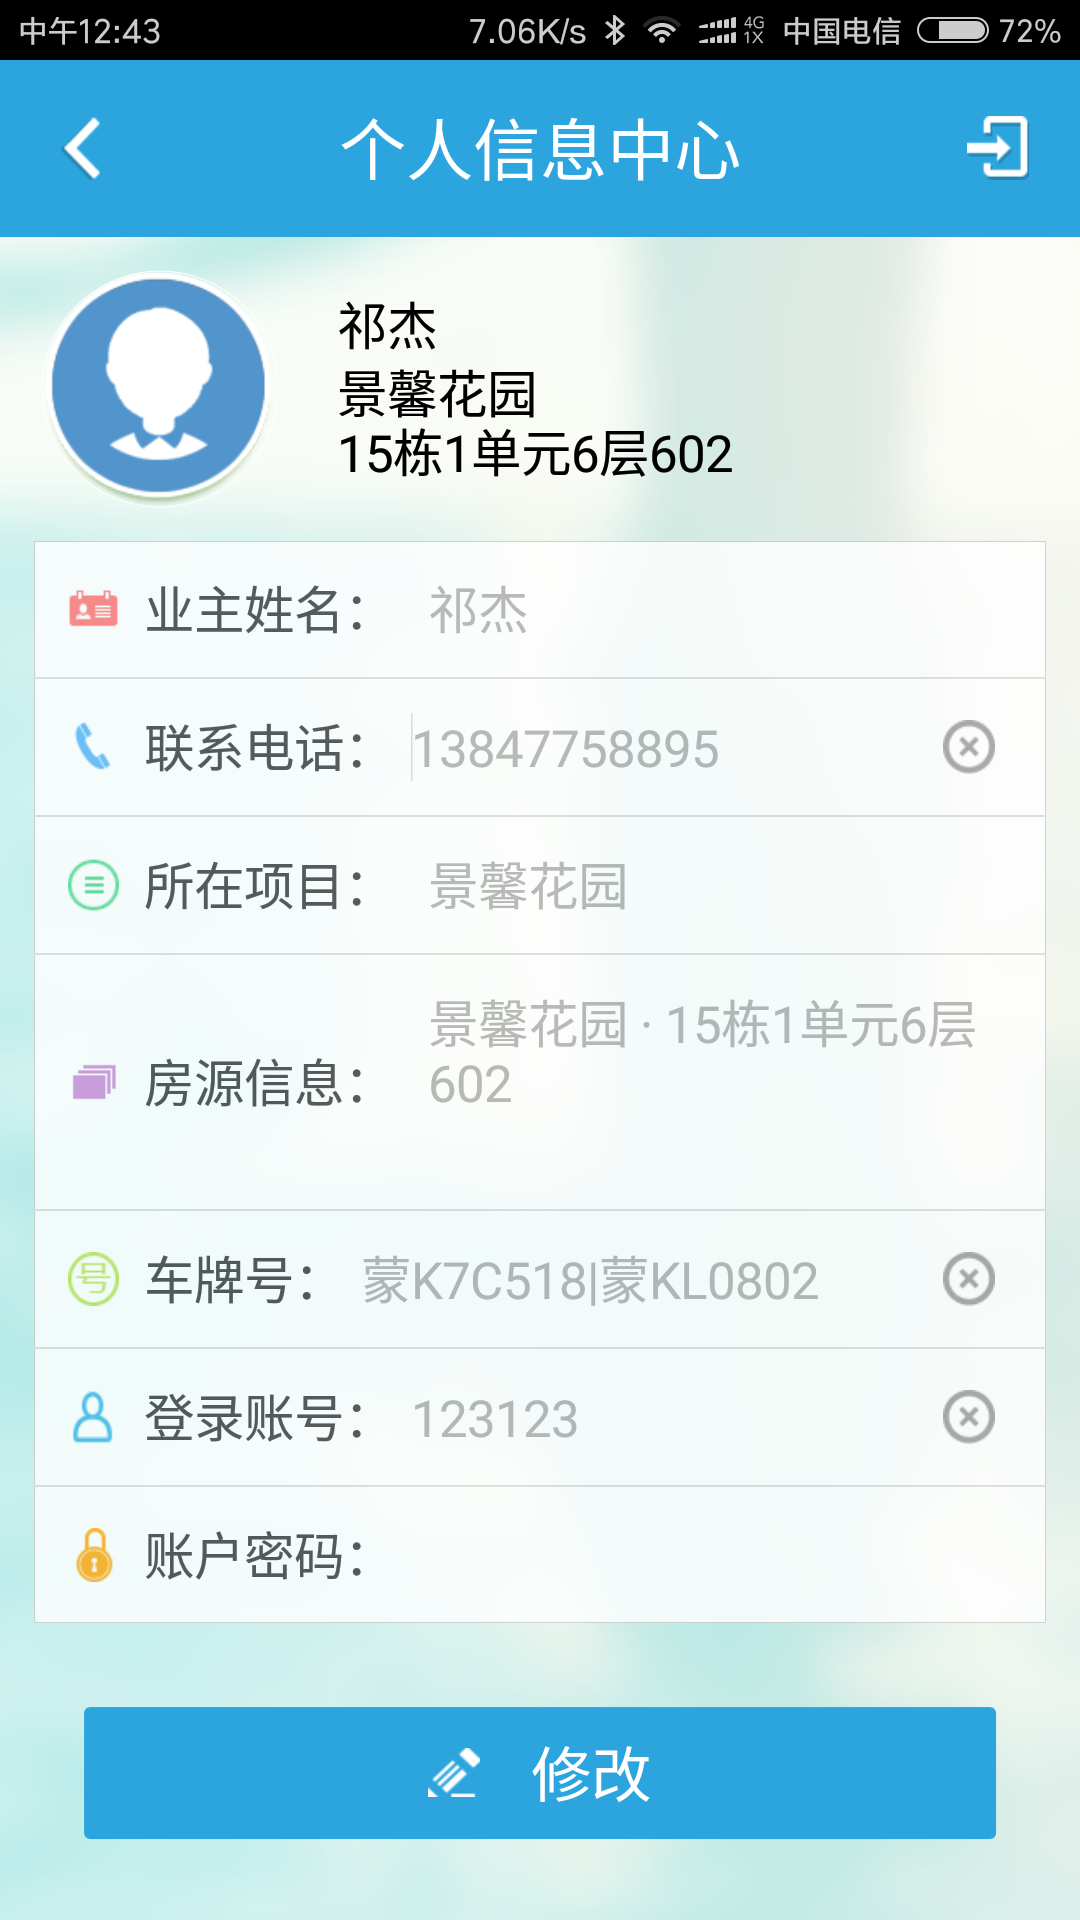 中午12:43 7.06K/s 4G 1X 中国电信 72%
个人信息中心
祁杰
景馨花园
15栋1单元6层602
业主姓名： 祁杰
联系电话： 13847758895
所在项目： 景馨花园
房源信息： 景馨花园 · 15栋1单元6层
602
号 车牌号： 蒙K7C518|蒙KL0802
登录账号： 123123
账户密码：
修改